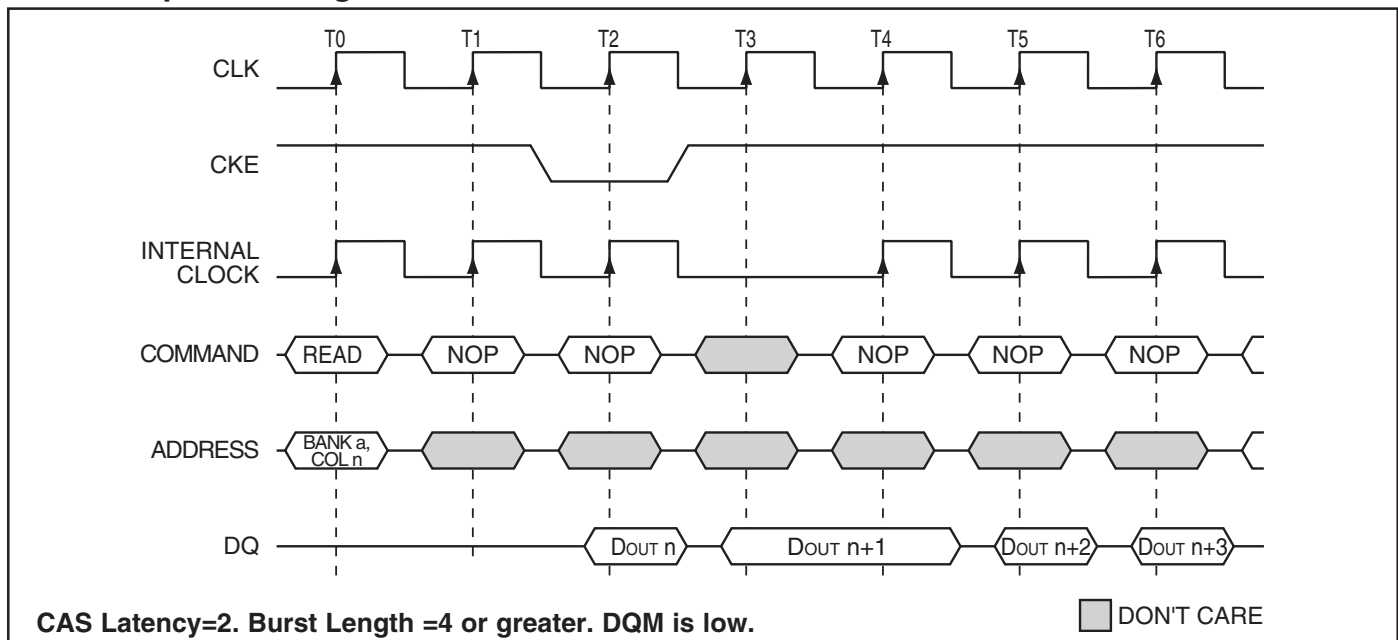 T0 T1 T2 T3 T4 T5 T6
CLK
CKE
INTERNAL
CLOCK
COMMAND READ NOP NOP NOP NOP NOP
ADDRESS BANK a,
COL n
DQ DOUT n DOUT n+1 DOUT n+2 DOUT n+3
CAS Latency=2. Burst Length =4 or greater. DQM is low.
DON'T CARE